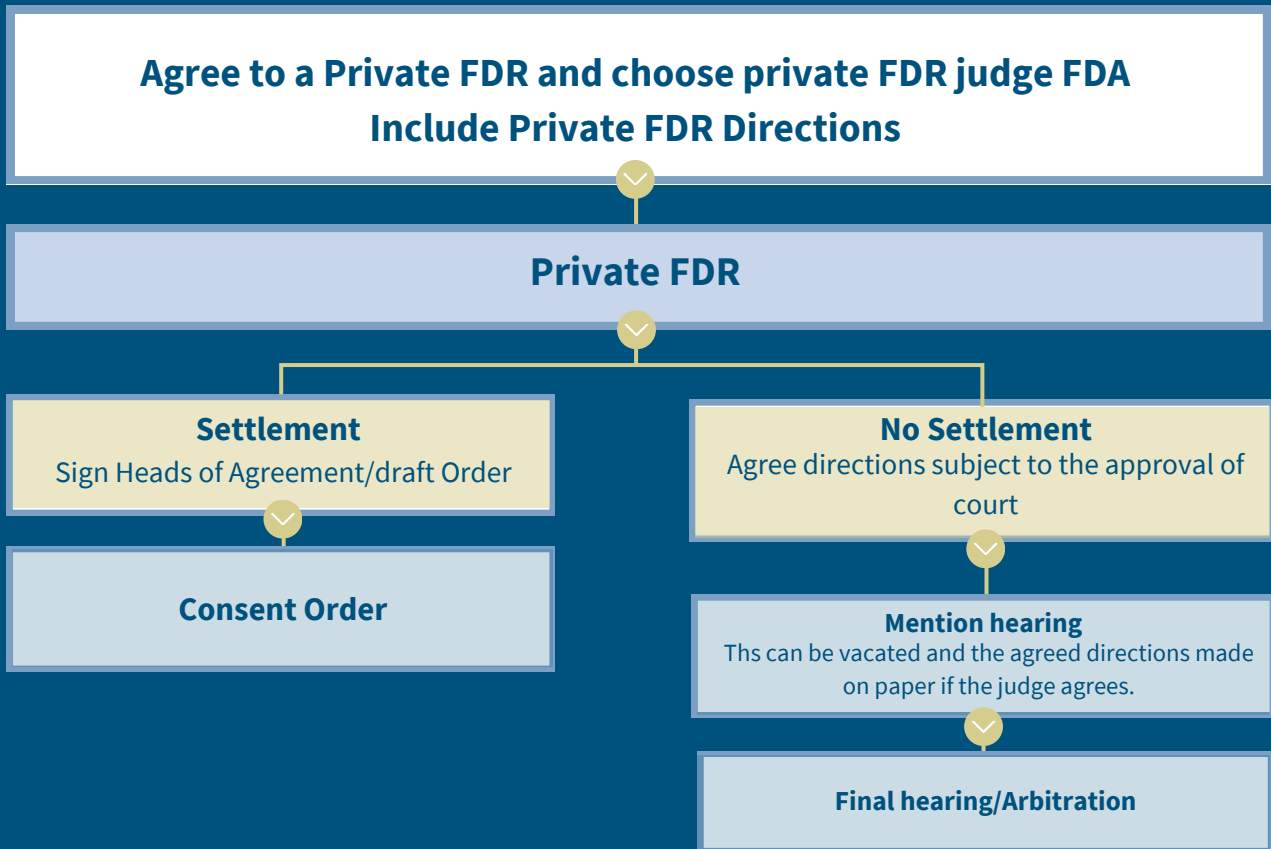 Agree to a Private FDR and choose private FDR judge FDA
Include Private FDR Directions
Private FDR
Settlement
Sign Heads of Agreement/draft Order
Consent Order
No Settlement
Agree directions subject to the approval of
court
Mention hearing
Ths can be vacated and the agreed directions made
on paper if the judge agrees.
Final hearing/Arbitration